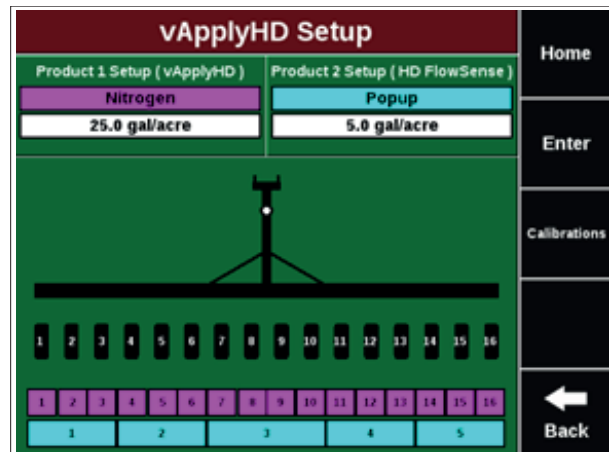 vApplyHD Setup
Product 1 Setup ( vApplyHD )
Product 2 Setup ( HD FlowSense )
Nitrogen
Popup
25.0 gal/acre
5.0 gal/acre
1 2 3 4 5 6 7 8 9 10 11 12 13 14 15 16
1 2 3 4 5 6 7 8 9 10 11 12 13 14 15 16
1 2 3 4 5
Home
Enter
Calibrations
Back